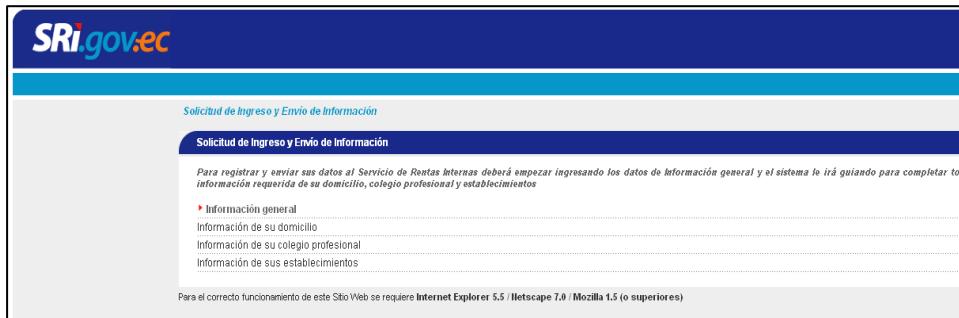 SRi.gov.ec
Solicitud de Ingreso y Envío de Información
Solicitud de Ingreso y Envío de Información
Para registrar y enviar sus datos al Servicio de Rentas Internas deberá empezar ingresando los datos de Información general y el sistema le irá guiando para completar to
información requerida de su domicilio, colegio profesional y establecimientos
Información general
Información de su domicilio
Información de su colegio profesional
Información de sus establecimientos
Para el correcto funcionamiento de este Sitio Web se requiere Internet Explorer 5.5 / Netscape 7.0 / Mozilla 1.5 (o superiores)